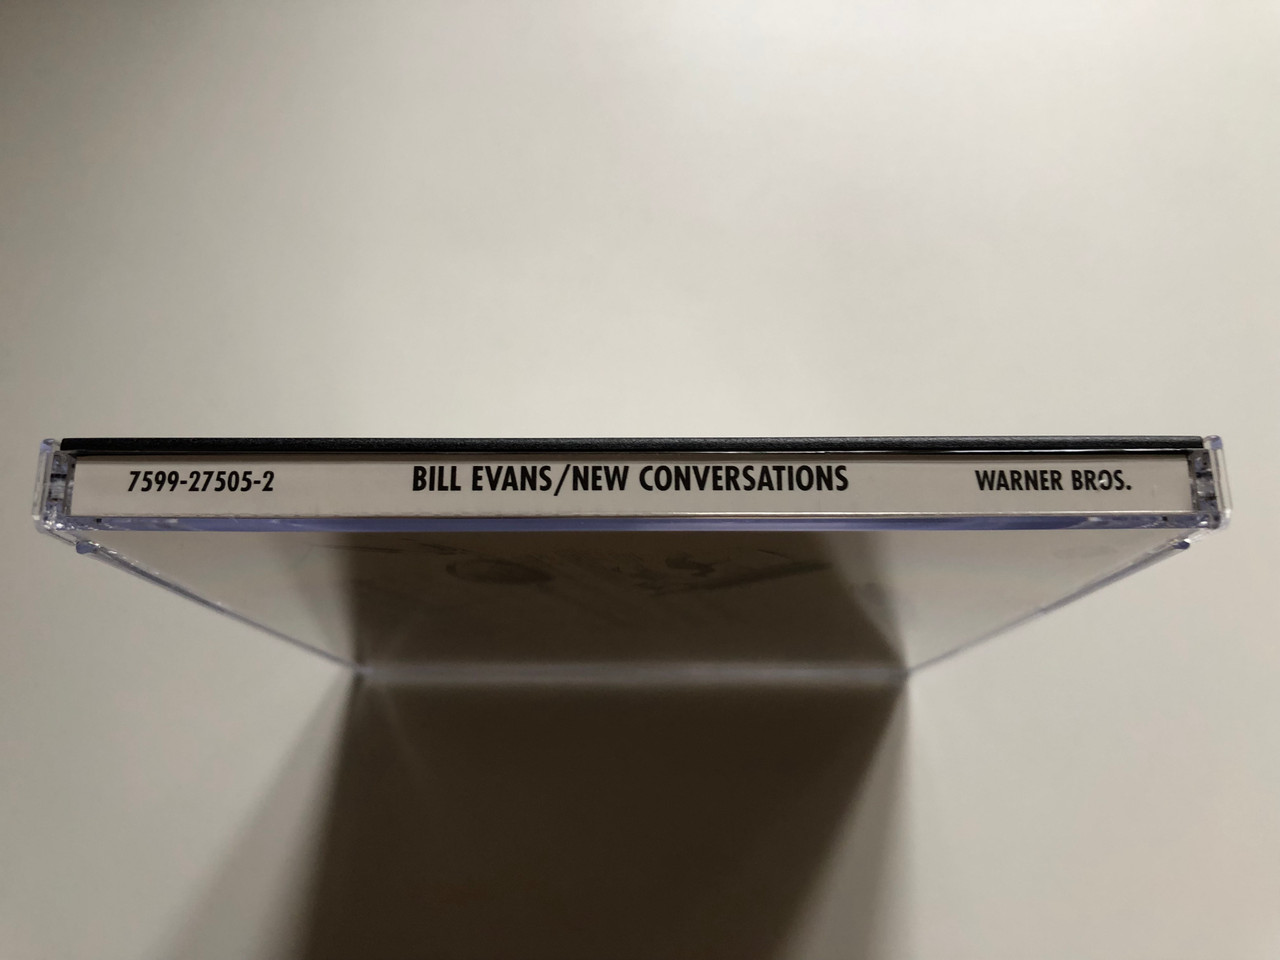 7599-27505-2 BILL EVANS/NEW CONVERSATIONS WARNER BROS.